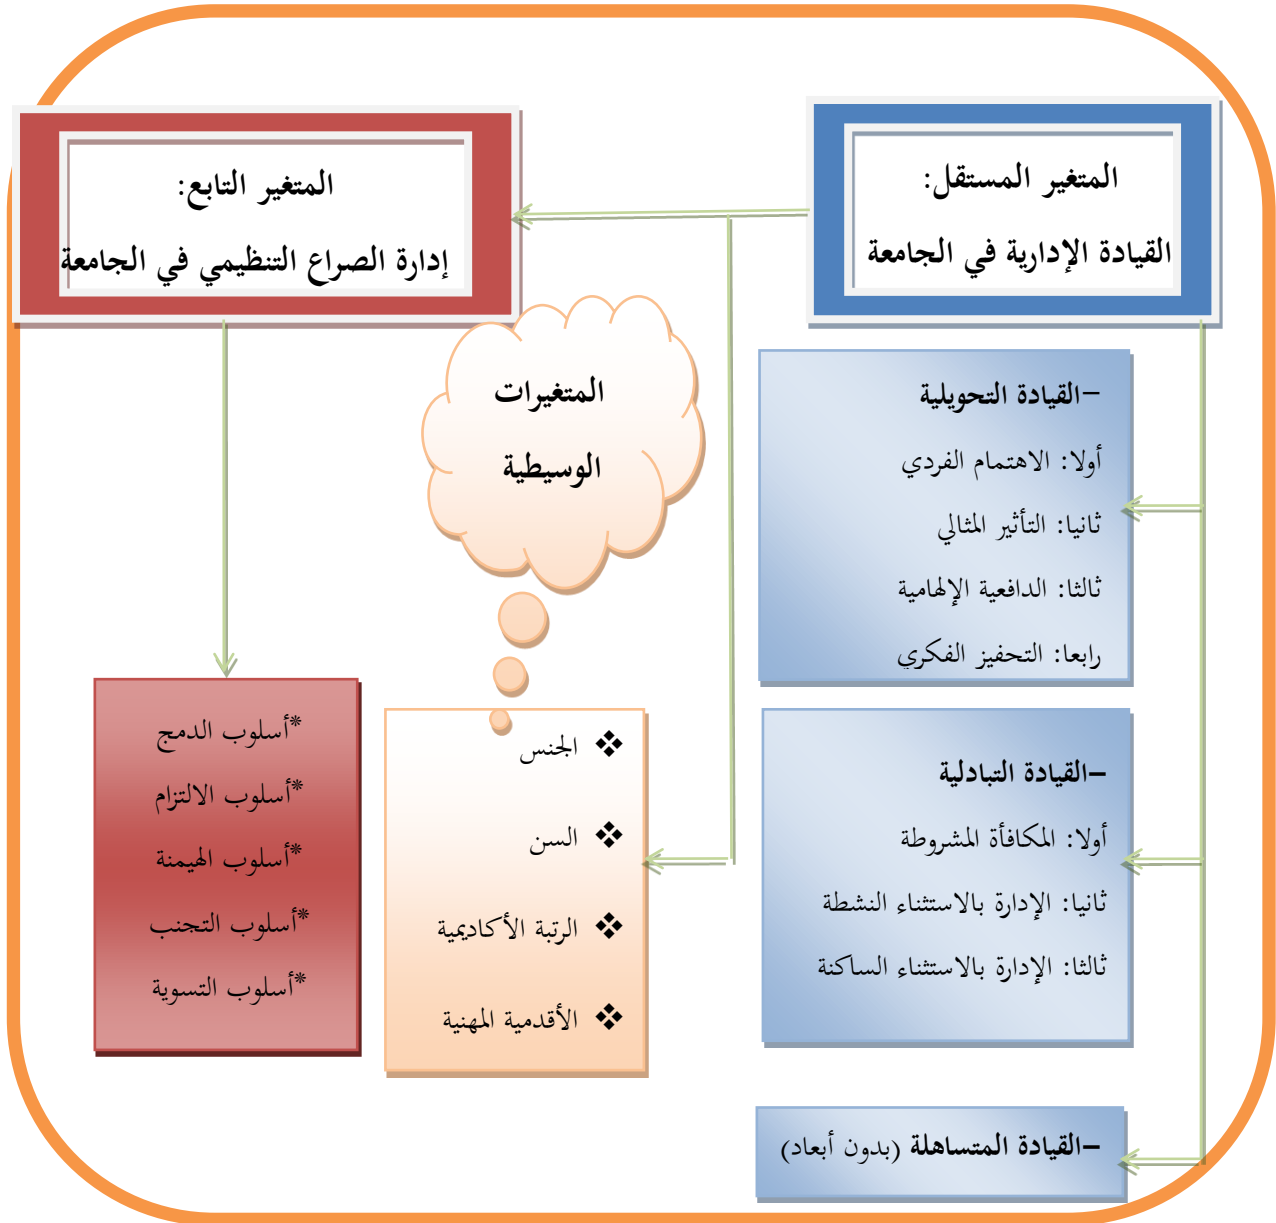 المتغير المستقل:
القيادة الإدارية في الجامعة
المتغير التابع:
إدارة الصراع التنظيمي في الجامعة
المتغيرات
الوسيطية
-القيادة التحويلية
أولا: الاهتمام الفردي
ثانيا: التأثير المثالي
ثالثا: الدافعية الإلهامية
رابعا: التحفيز الفكري
-القيادة التبادلية
أولا: المكافأة المشروطة
ثانيا: الإدارة بالاستثناء النشطة
ثالثا: الإدارة بالاستثناء الساكنة
-القيادة المتساهلة (بدون أبعاد)
❖ الجنس
❖ السن
❖ الرتبة الأكاديمية
❖ الأقدمية المهنية
*أسلوب الدمج
*أسلوب الالتزام
*أسلوب الهيمنة
*أسلوب التجنب
*أسلوب التسوية